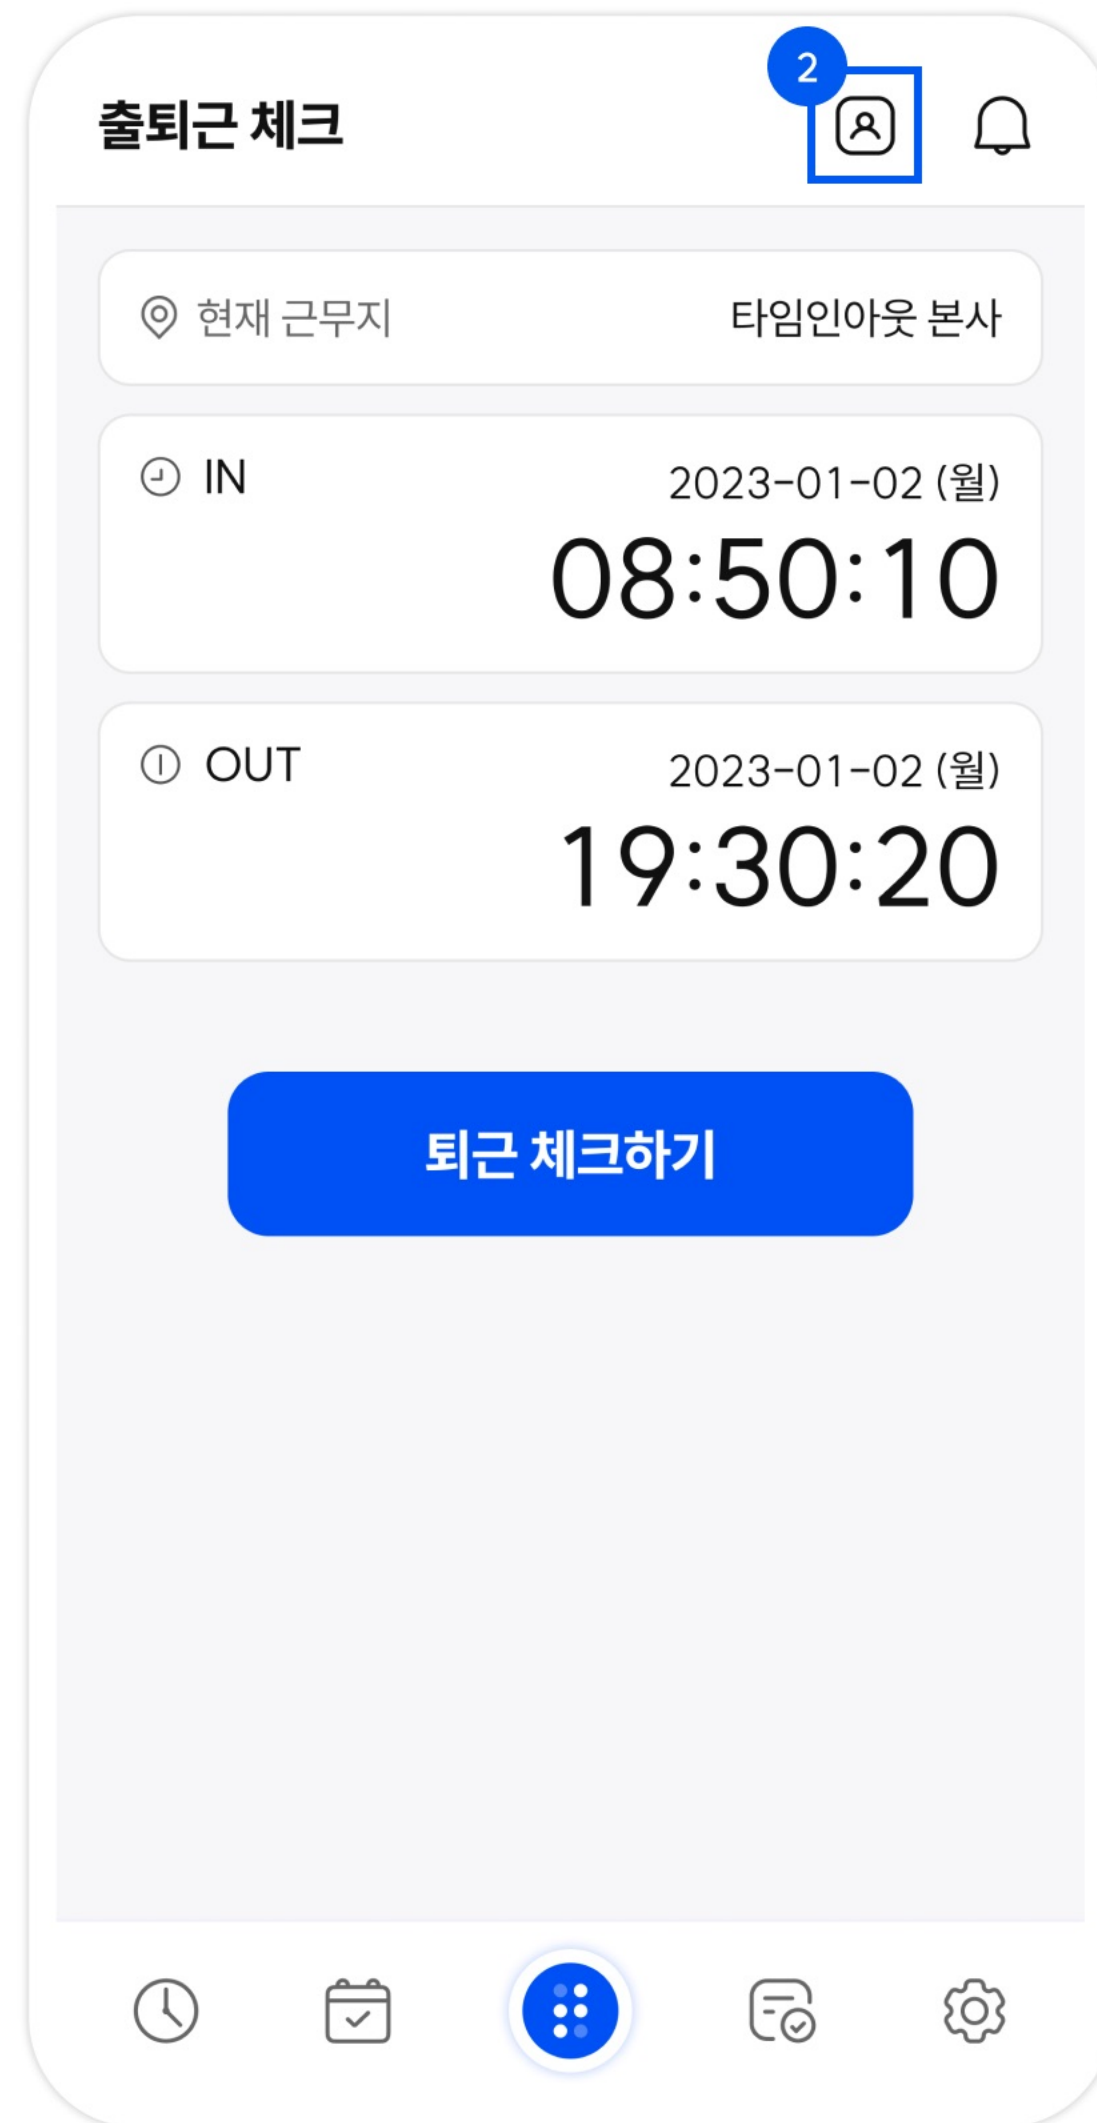 2
출퇴근 체크
현재 근무지 타임인아웃 본사
IN 2023-01-02 (월)
08:50:10
OUT 2023-01-02 (월)
19:30:20
퇴근 체크하기